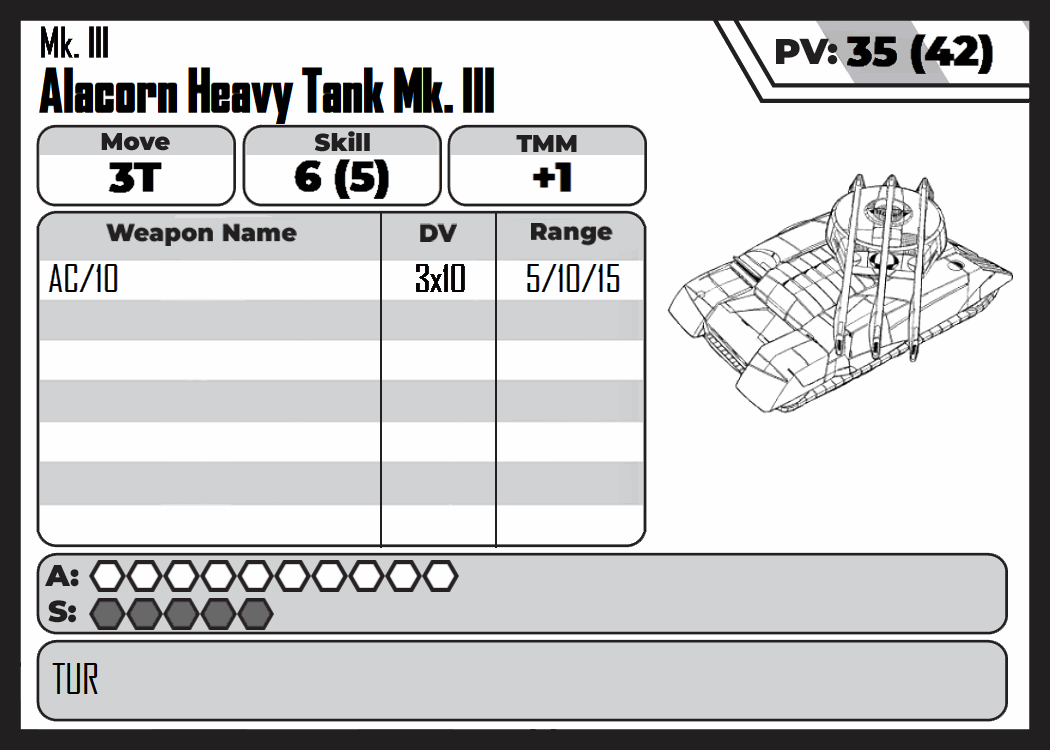 Mk. III
Alacorn Heavy Tank Mk. III
PV: 35 (42)
Move Skill TMM
3T 6 (5) +1
Weapon Name DV Range
AC/10 3x10 5/10/15
A:
S:
TUR